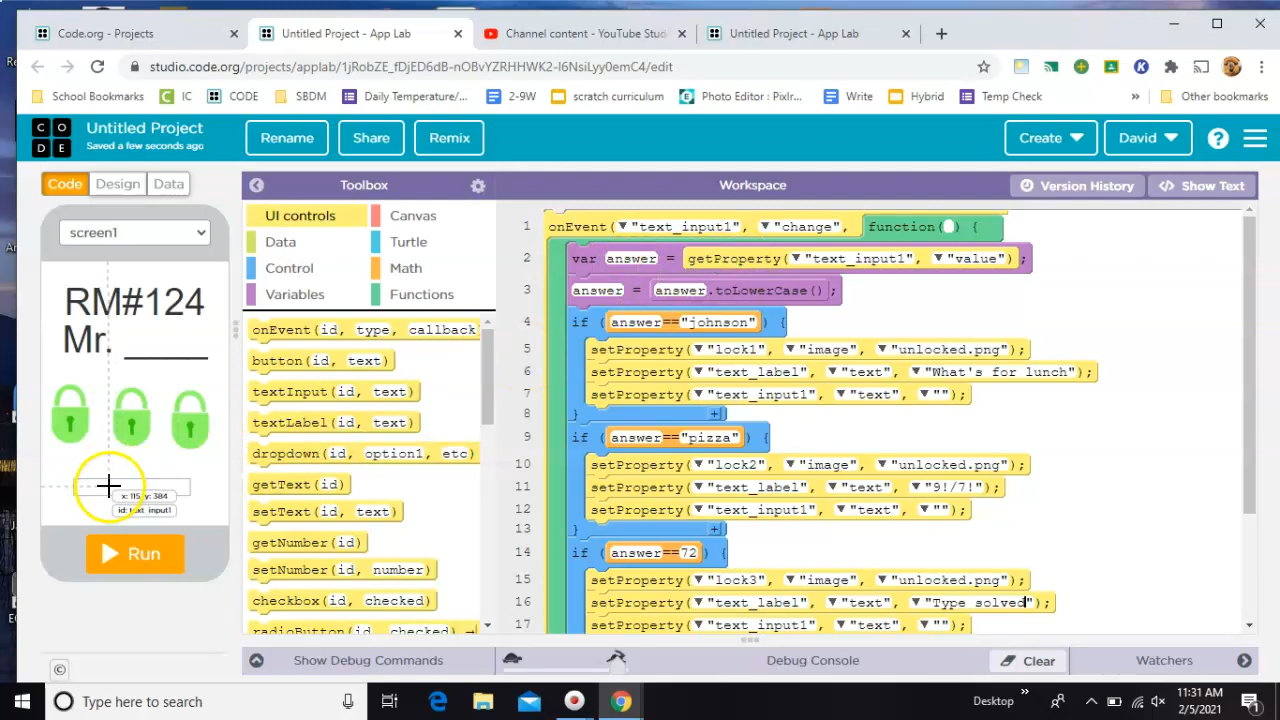 Code.org - Projects
Untitled Project - App Lab
Channel content - YouTube Stud
Untitled Project - App Lab
studio.code.org/projects/applab/1jRobZE_fDjED6dB-nOBvYZRHHWK2-I6NsiLyy0emC4/edit
School Bookmarks
IC
CODE
SBDM
Daily Temperature/...
2-9W
scratch curriculum
Photo Editor : Pixlr...
Write
Hybrid
Temp Check
»
Other bookmarks
C O D E
Untitled Project
Saved a few seconds ago
Rename
Share
Remix
Create
David
Code
Design
Data
Toolbox
Workspace
Version History
</> Show Text
screen1
UI controls
Canvas
Data
Turtle
Control
Math
Variables
Functions
RM#124
Mr. ______
x: 115, y: 384
id: text_input1
Run
onEvent(id, type, callback)
button(id, text)
textInput(id, text)
textLabel(id, text)
dropdown(id, option1, etc)
getText(id)
setText(id, text)
getNumber(id)
setNumber(id, number)
checkbox(id, checked)
radioButton(id, checked)
1 onEvent("text_input1", "change", function() {
2 var answer = getProperty("text_input1", "value");
3 answer = answer.toLowerCase();
4 if (answer=="johnson") {
5 setProperty("lock1", "image", "unlocked.png");
6 setProperty("text_label", "text", "What's for lunch");
7 setProperty("text_input1", "text", "");
8 }
9 if (answer=="pizza") {
10 setProperty("lock2", "image", "unlocked.png");
11 setProperty("text_label", "text", "9!/7!");
12 setProperty("text_input1", "text", "");
13 }
14 if (answer==72) {
15 setProperty("lock3", "image", "unlocked.png");
16 setProperty("text_label", "text", "Type solved");
17 setProperty("text_input1", "text", "");
Show Debug Commands
Debug Console
Clear
Watchers
Type here to search
Desktop
»
11:31 AM
2/5/2021